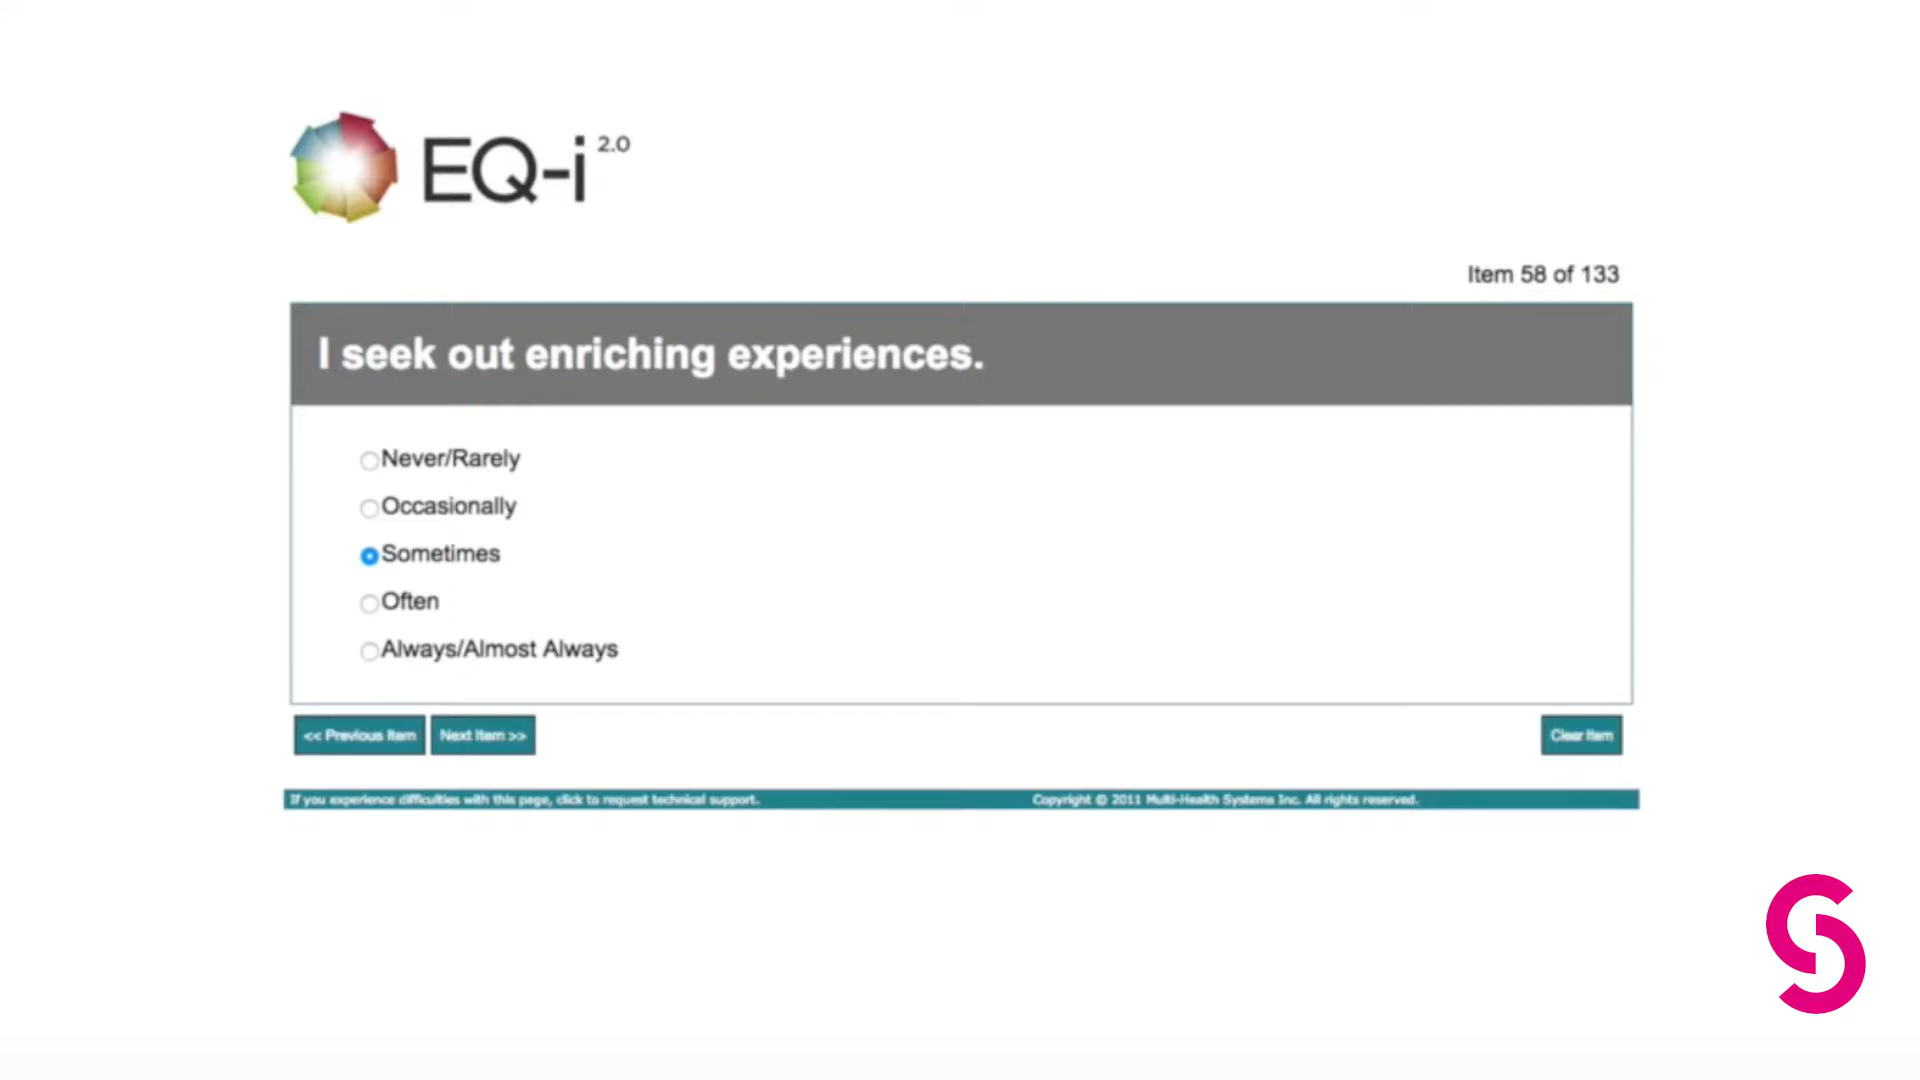 EQ-i 2.0
Item 58 of 133
I seek out enriching experiences.
Never/Rarely
Occasionally
Sometimes
Often
Always/Almost Always
<< Previous Item
Next Item >>
Clear Item
If you experience difficulties with this page, click to request technical support.
Copyright © 2011 Multi-Health Systems Inc. All rights reserved.